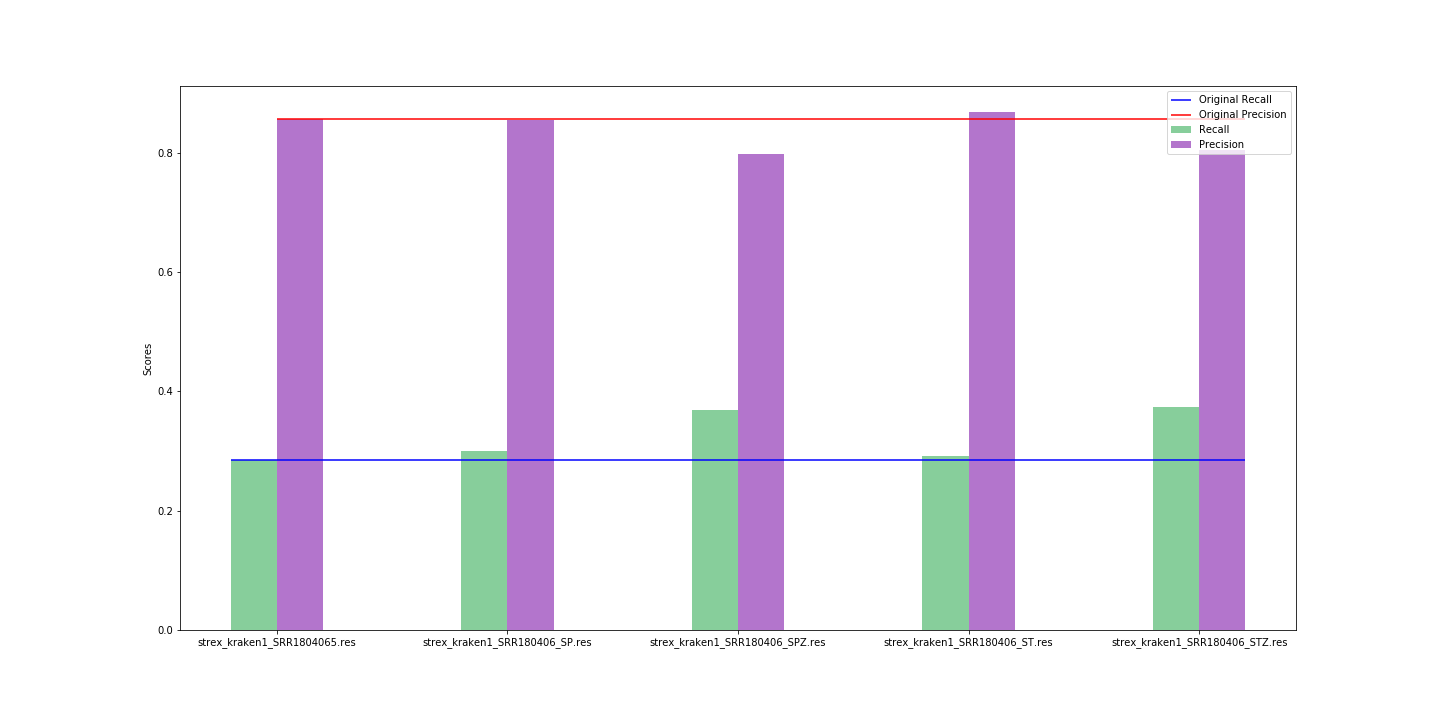 Original Recall
Original Precision
Recall
Precision
0.8
0.6
0.4
0.2
0.0
Scores
strex_kraken1_SRR1804065.res
strex_kraken1_SRR180406_SP.res
strex_kraken1_SRR180406_SPZ.res
strex_kraken1_SRR180406_ST.res
strex_kraken1_SRR180406_STZ.res